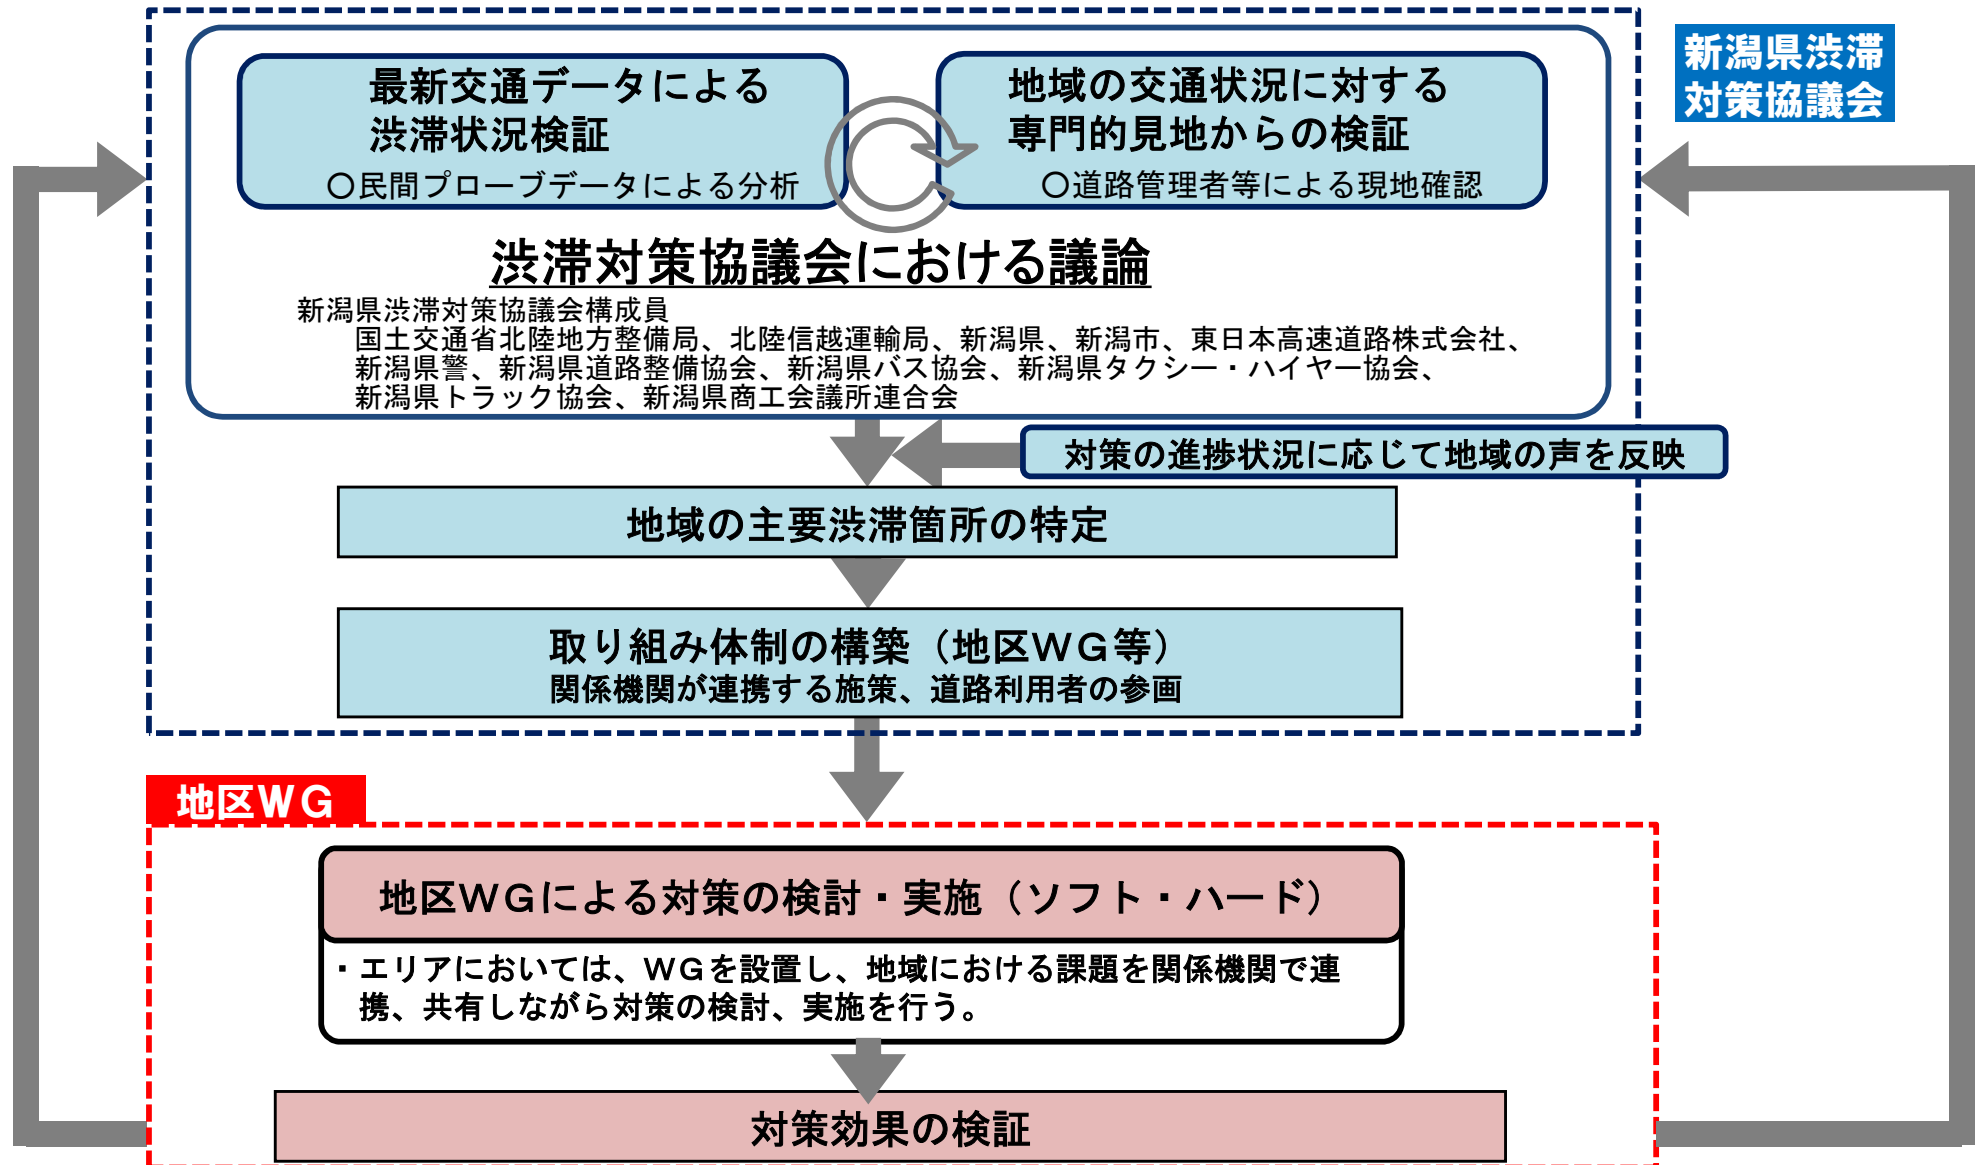 新潟県渋滞
対策協議会
最新交通データによる
渋滞状況検証
〇民間プローブデータによる分析
地域の交通状況に対する
専門的見地からの検証
〇道路管理者等による現地確認
渋滞対策協議会における議論
新潟県渋滞対策協議会構成員
国土交通省北陸地方整備局、北陸信越運輸局、新潟県、新潟市、東日本高速道路株式会社、
新潟県警、新潟県道路整備協会、新潟県バス協会、新潟県タクシー・ハイヤー協会、
新潟県トラック協会、新潟県商工会議所連合会
対策の進捗状況に応じて地域の声を反映
地域の主要渋滞箇所の特定
取り組み体制の構築（地区ＷＧ等）
関係機関が連携する施策、道路利用者の参画
地区ＷＧ
地区ＷＧによる対策の検討・実施（ソフト・ハード）
・エリアにおいては、ＷＧを設置し、地域における課題を関係機関で連
携、共有しながら対策の検討、実施を行う。
対策効果の検証